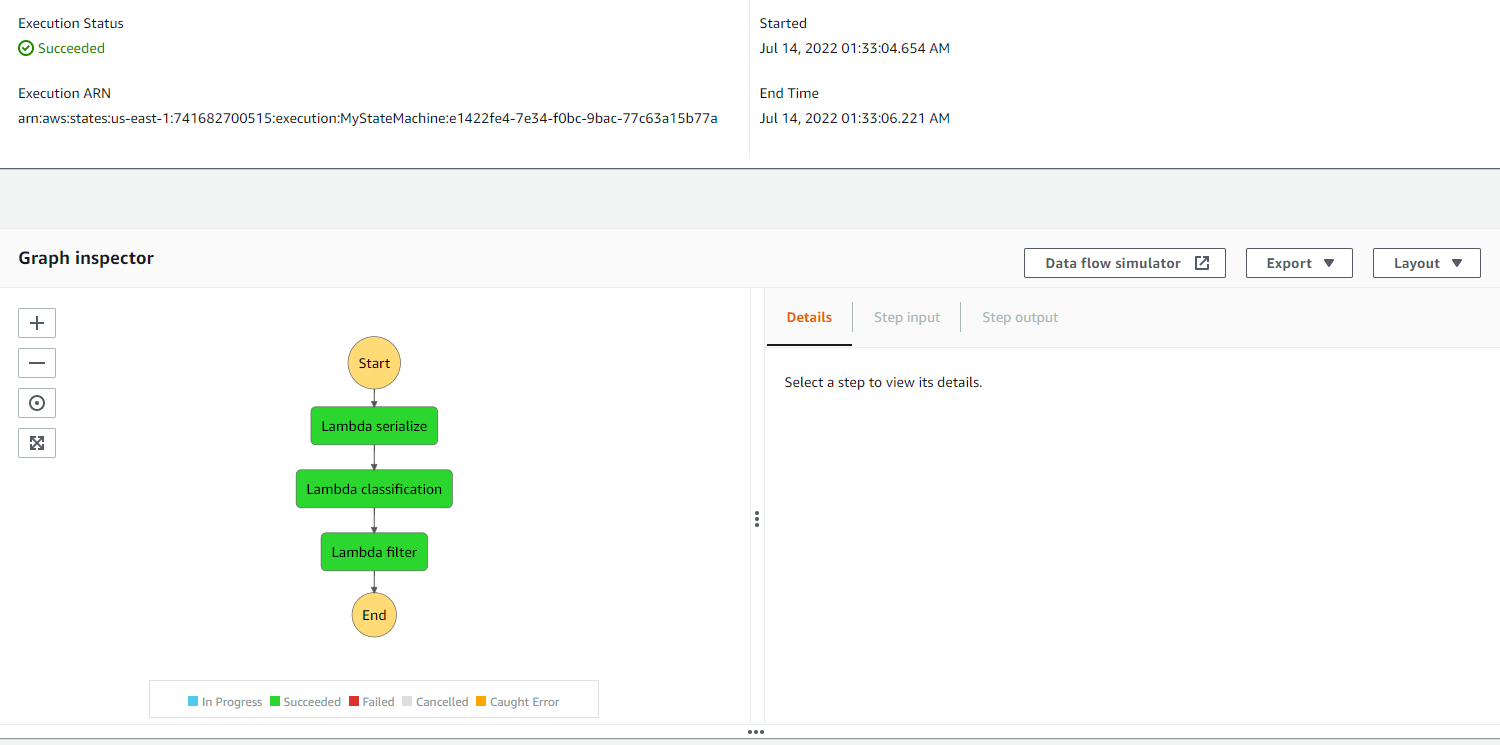 Execution Status
Succeeded
Execution ARN
arn:aws:states:us-east-1:741682700515:execution:MyStateMachine:e1422fe4-7e34-f0bc-9bac-77c63a15b77a
Started
Jul 14, 2022 01:33:04.654 AM
End Time
Jul 14, 2022 01:33:06.221 AM
Graph inspector
Data flow simulator
Export
Layout
Start
Lambda serialize
Lambda classification
Lambda filter
End
In Progress Succeeded Failed Cancelled Caught Error
Details Step input Step output
Select a step to view its details.